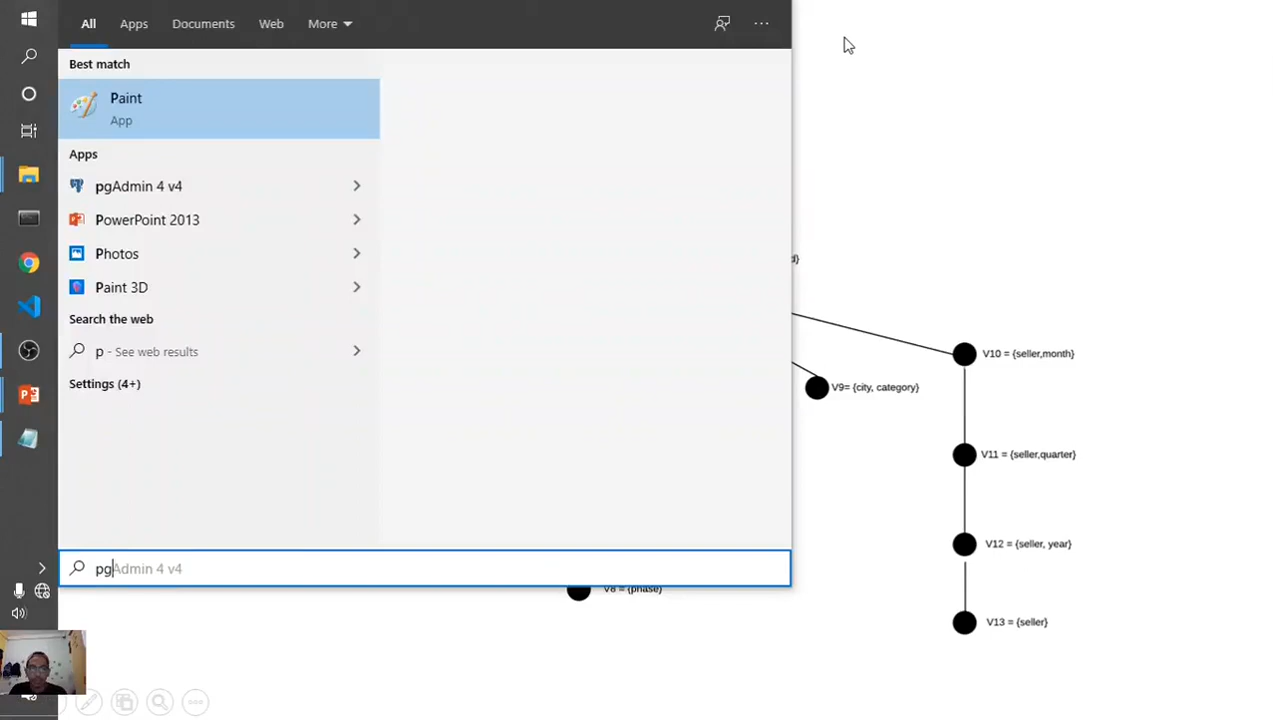 All Apps Documents Web More
Best match
Paint
App
Apps
pgAdmin 4 v4
PowerPoint 2013
Photos
Paint 3D
Search the web
p - See web results
Settings (4+)
pgAdmin 4 v4
V10 = {seller,month}
V9= {city, category}
V11 = {seller,quarter}
V12 = {seller, year}
V8 = {phase}
V13 = {seller}